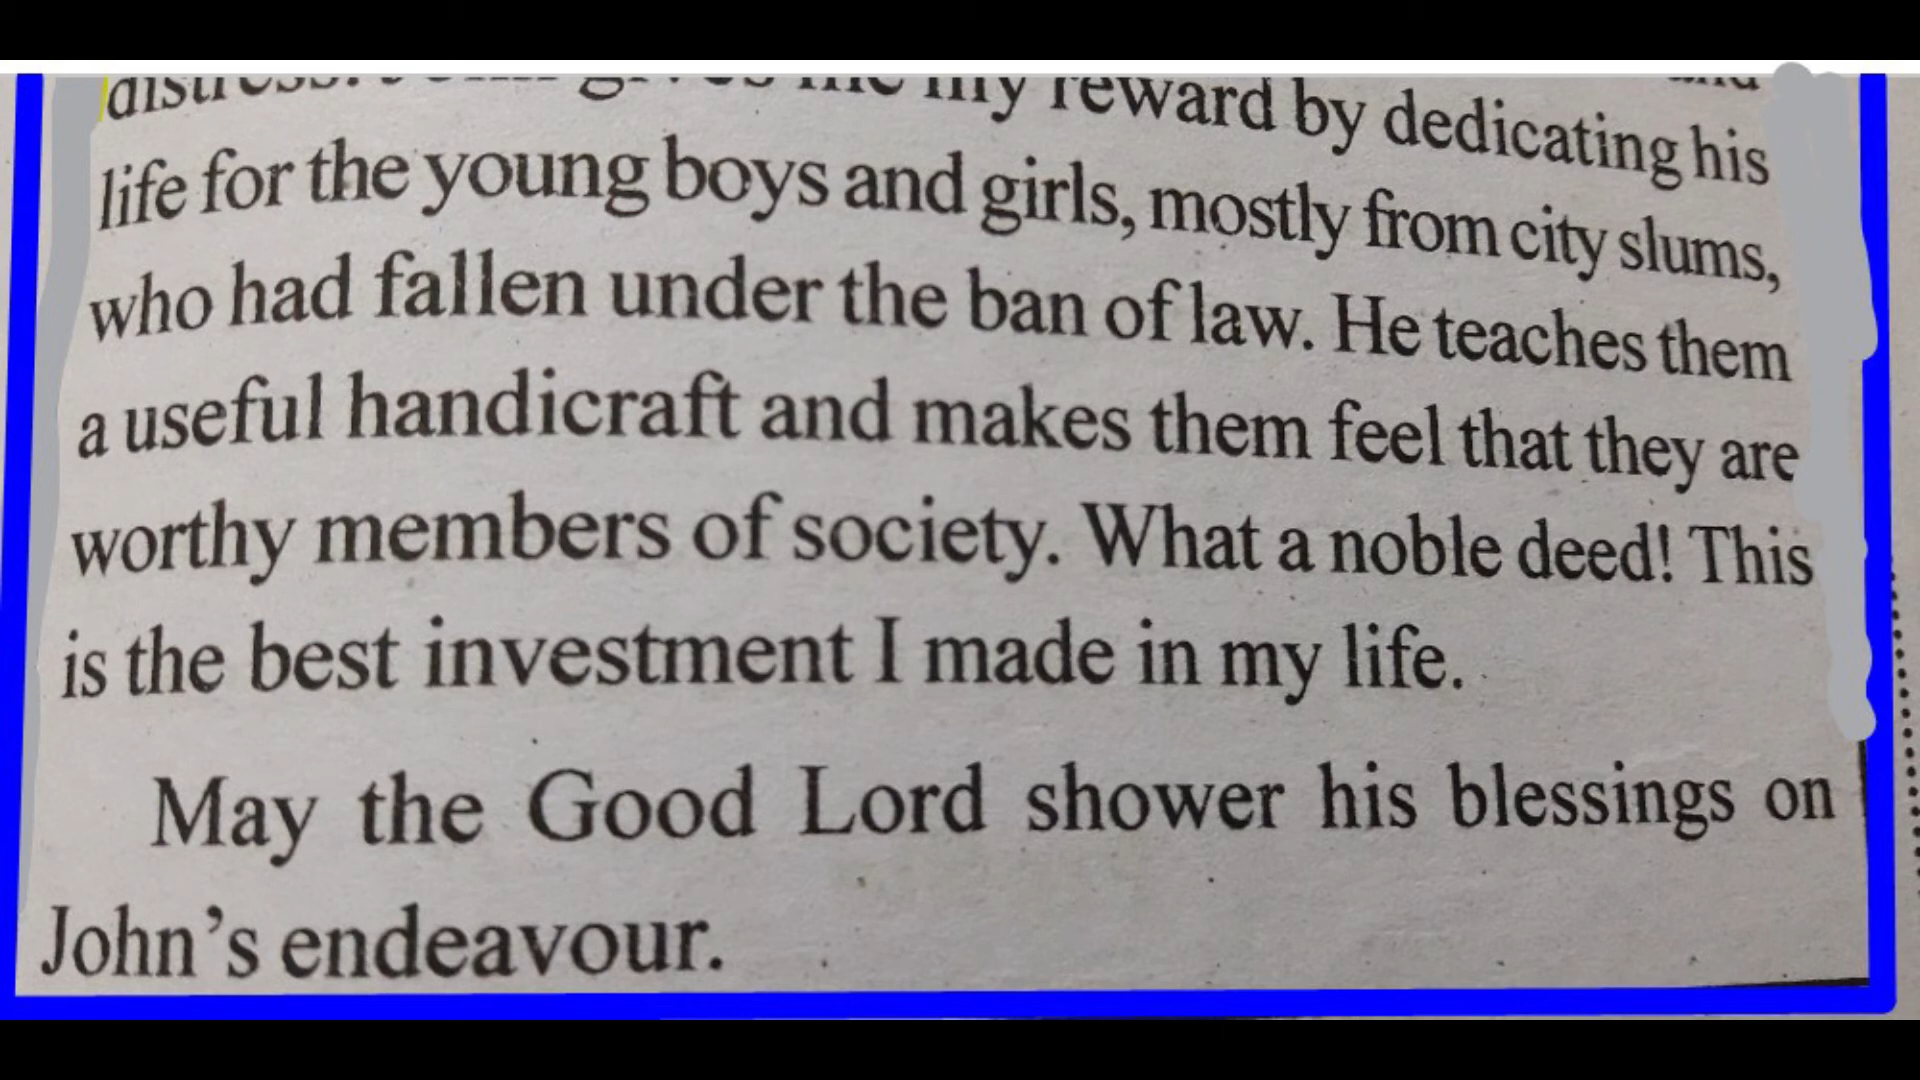 my reward by dedicating his
life for the young boys and girls, mostly from city slums,
who had fallen under the ban of law. He teaches them
a useful handicraft and makes them feel that they are
worthy members of society. What a noble deed! This
is the best investment I made in my life.
May the Good Lord shower his blessings on
John's endeavour.